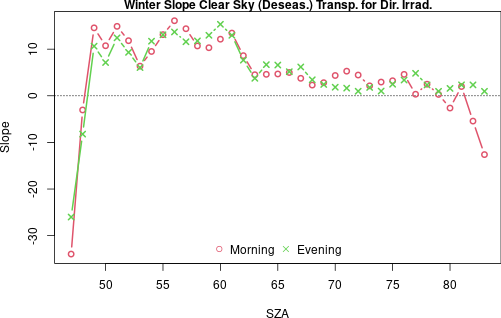 Winter Slope Clear Sky (Deseas.) Transp. for Dir. Irrad.
Slope
10
0
-10
-20
-30
Morning
Evening
50
55
60
65
70
75
80
SZA